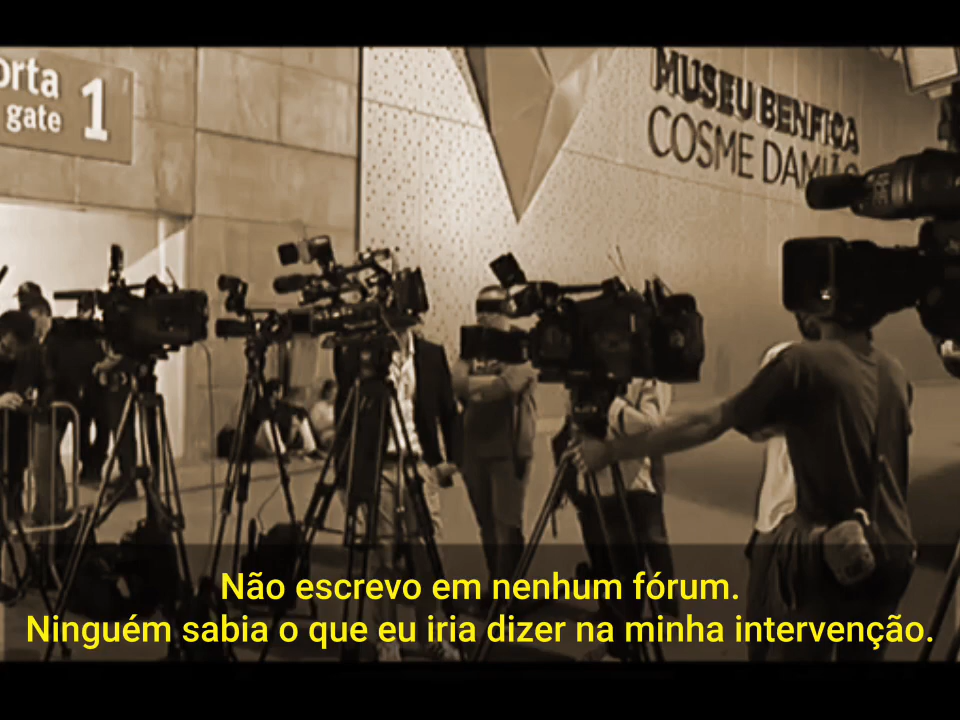 orta
gate
1
MUSEU BENFICA
COSME DAMIÃO
Não escrevo em nenhum fórum.
Ninguém sabia o que eu iria dizer na minha intervenção.